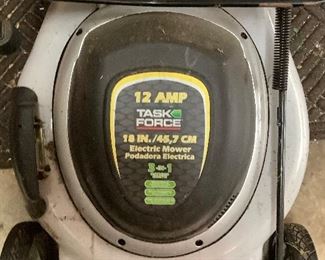 12 AMP
TASK
FORCE
18 IN./45,7 CM
Electric Mower
Podadora Electrica
3-in-1